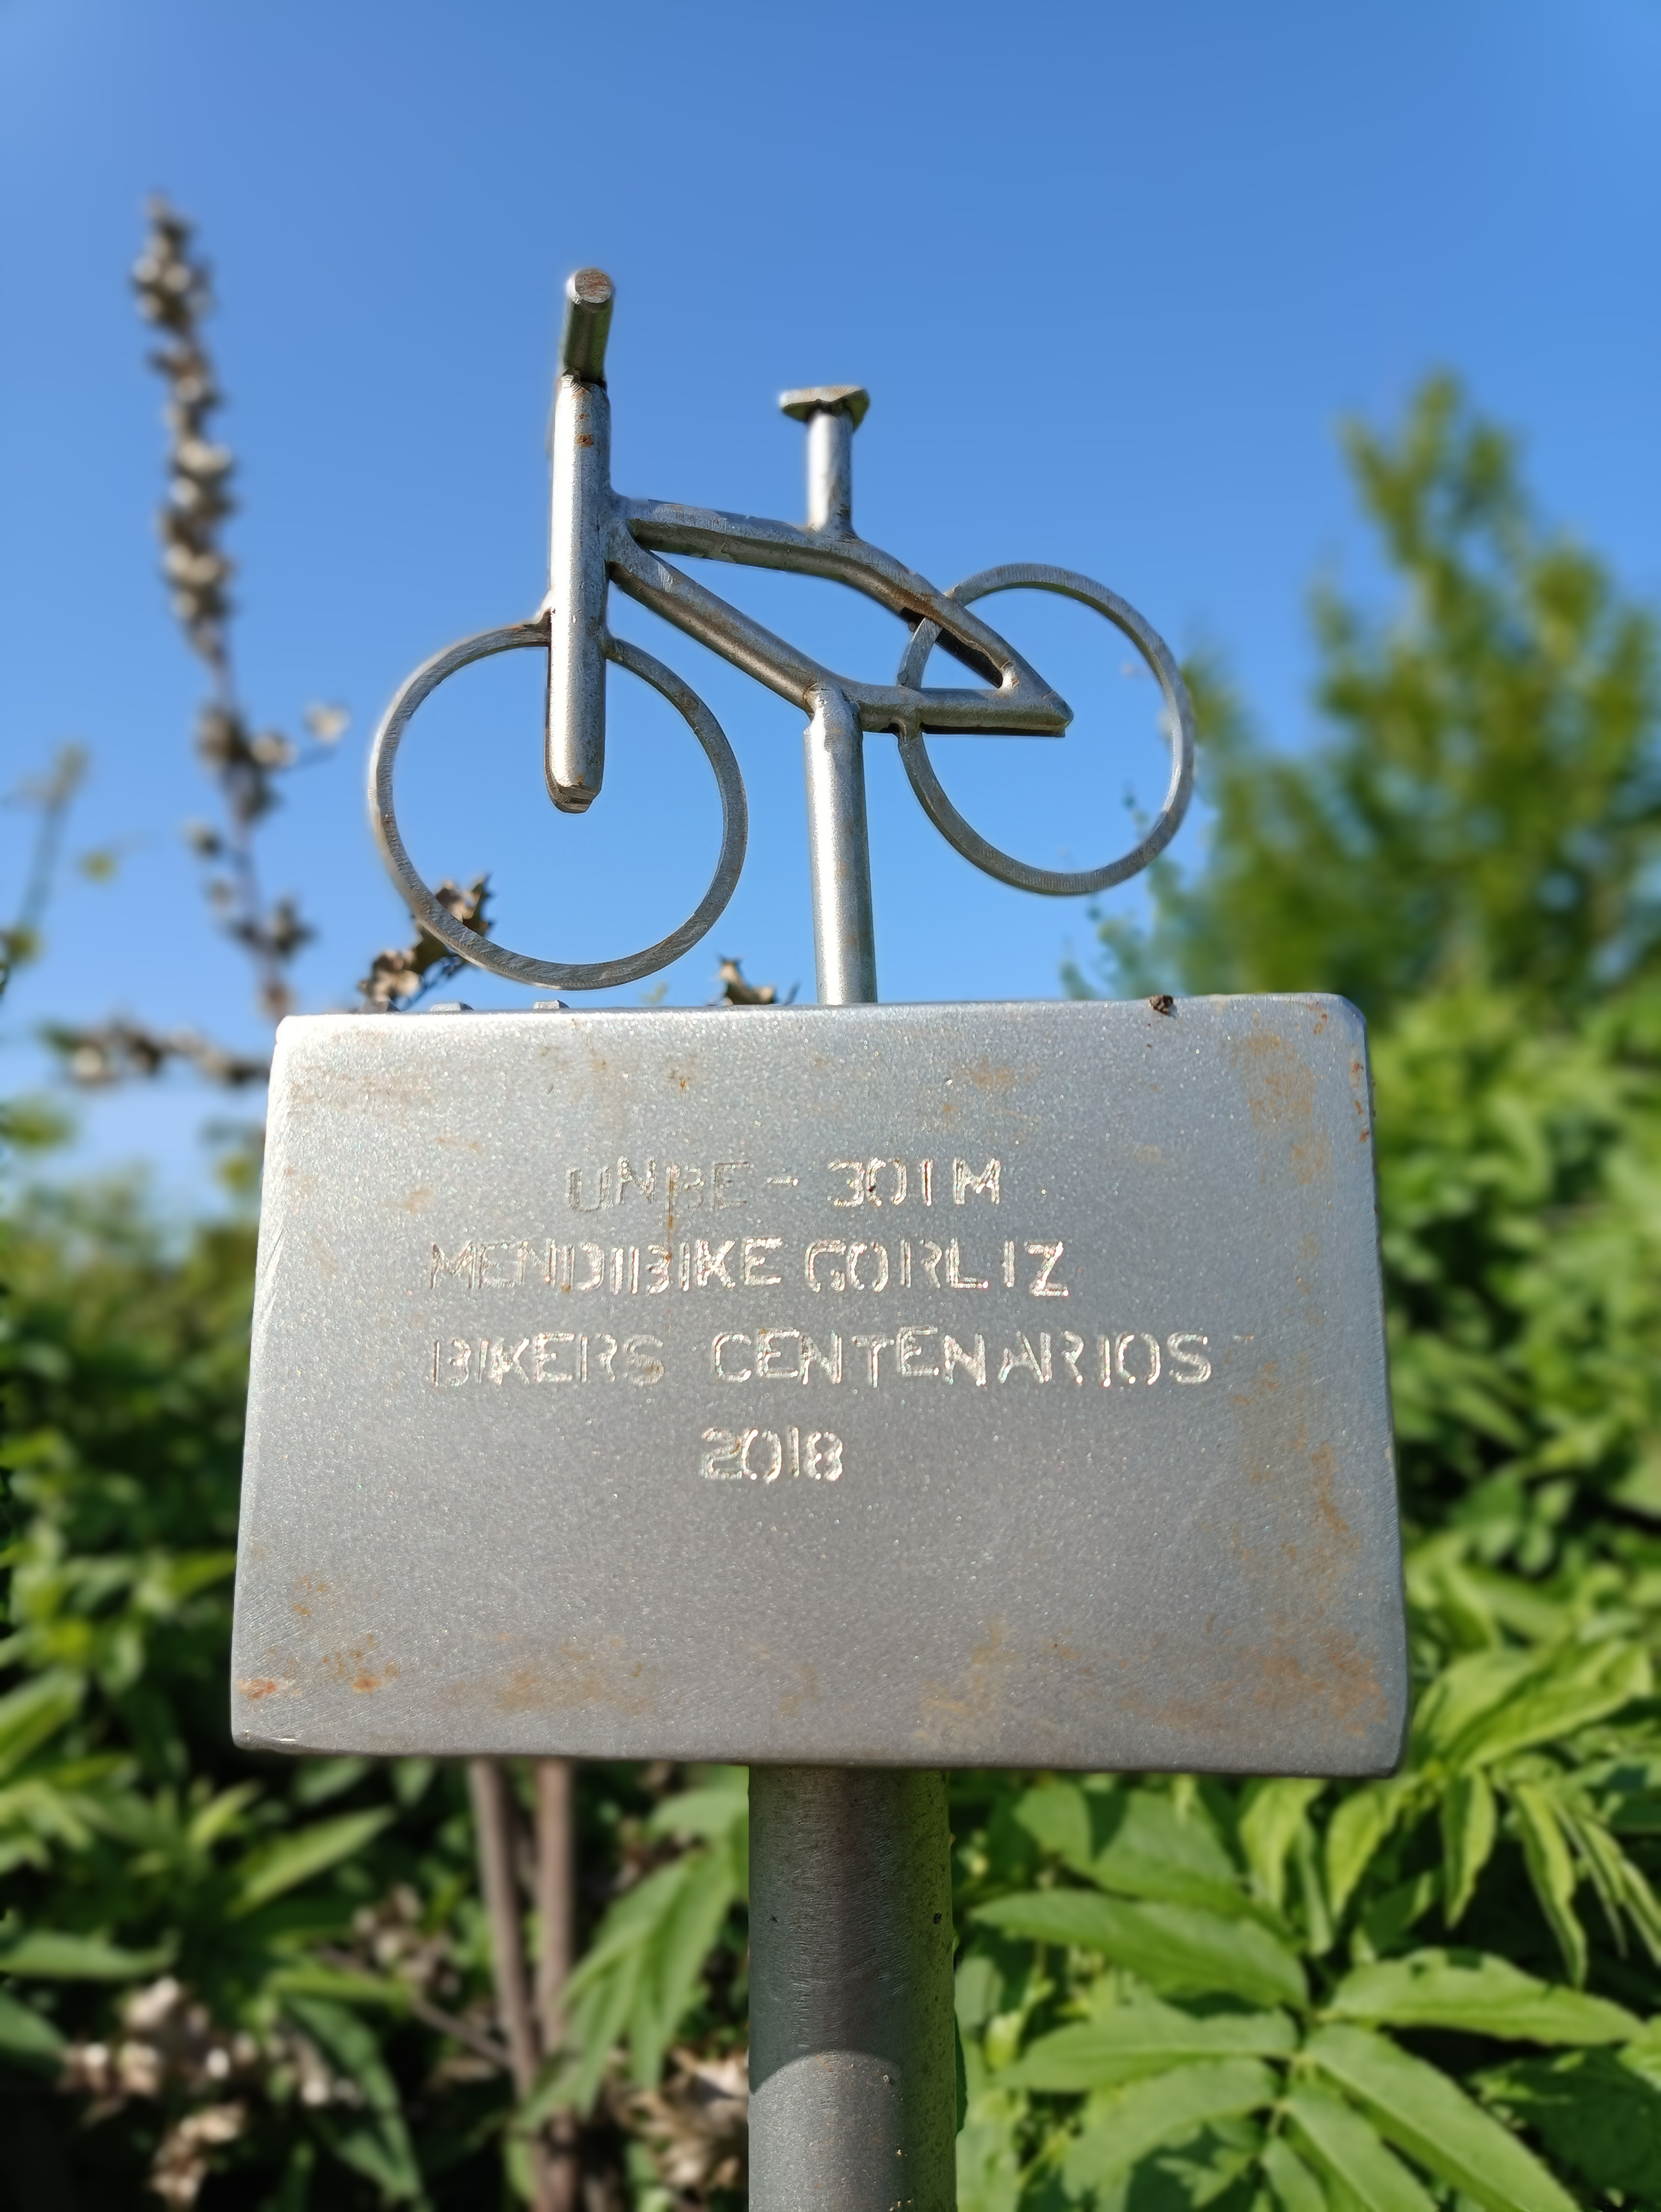 UNBE - 301 M
MENDIBIKE GORLIZ
BIKERS CENTENARIOS
2018